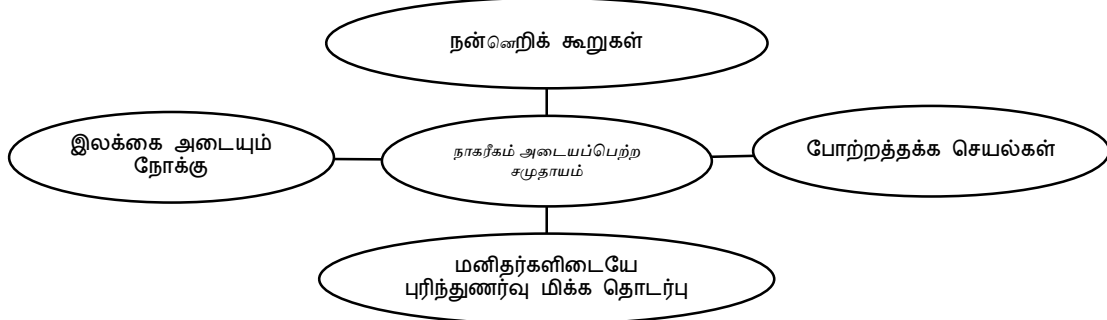 நன்னெறிக் கூறுகள்
இலக்கை அடையும்
நோக்கு
நாகரீகம் அடையப்பெற்ற
சமுதாயம்
போற்றத்தக்க செயல்கள்
மனிதர்களிடையே
புரிந்துணர்வு மிக்க தொடர்பு